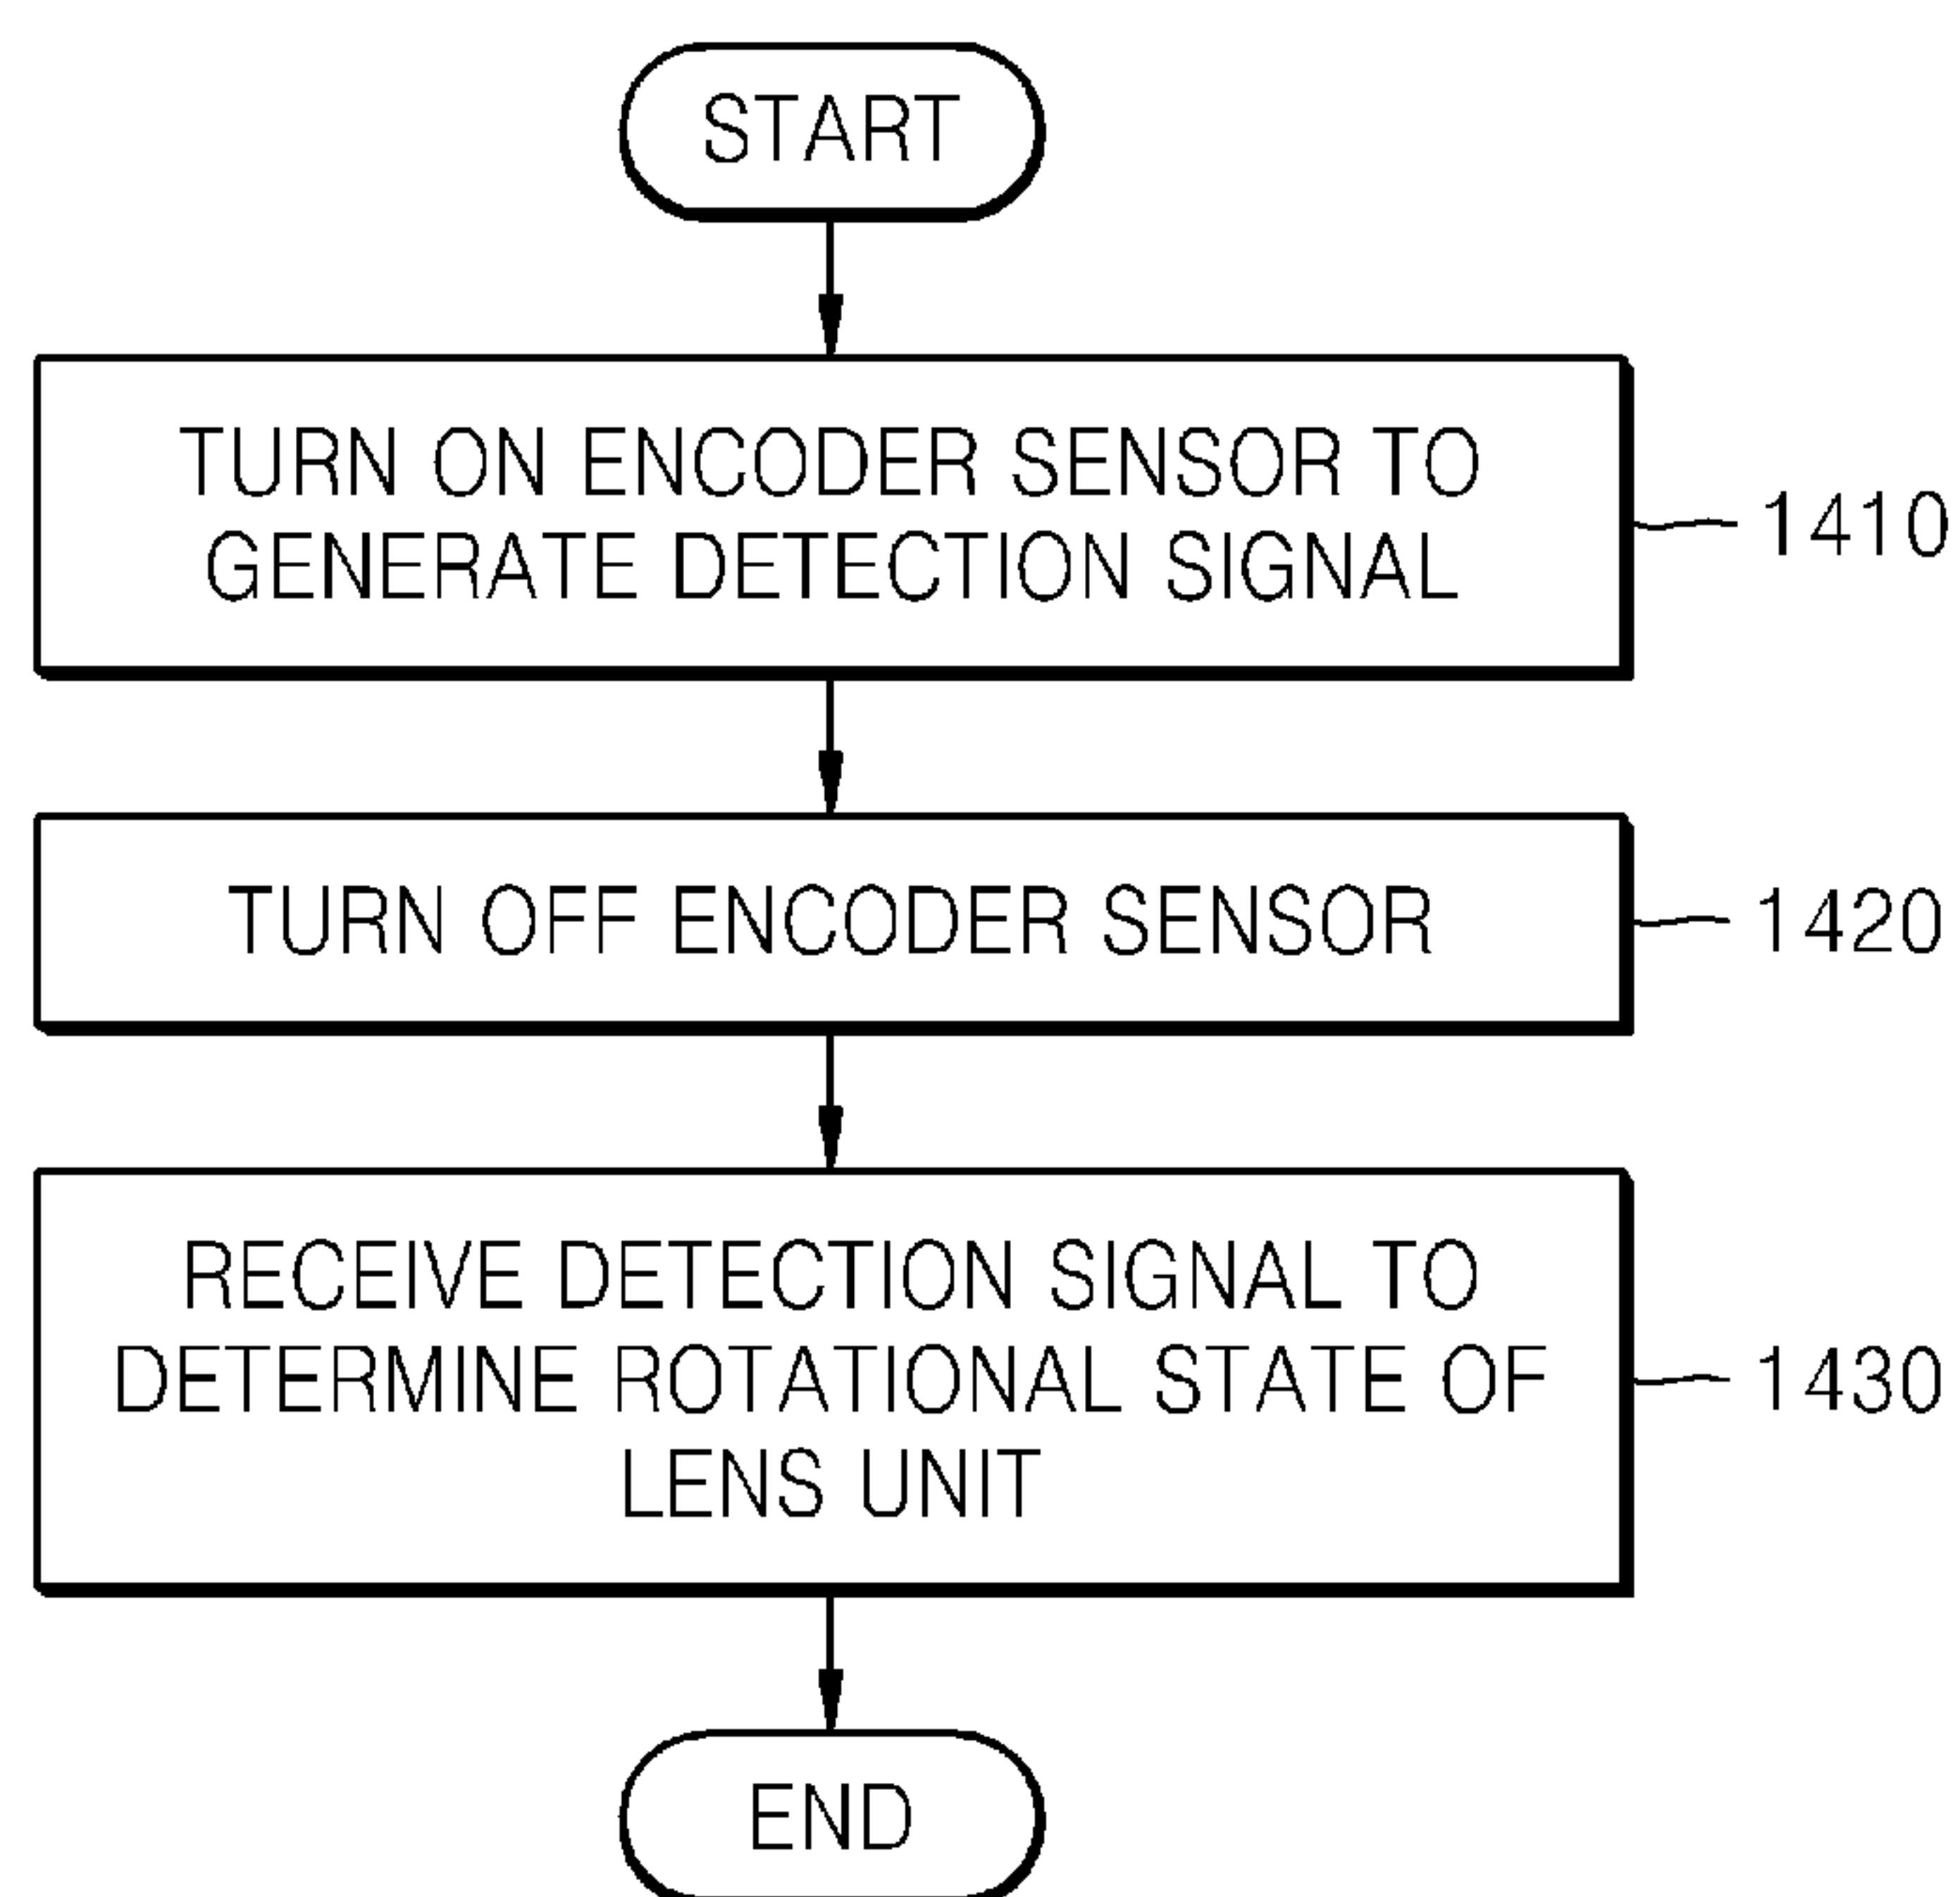 START
TURN ON ENCODER SENSOR TO
GENERATE DETECTION SIGNAL
1410
TURN OFF ENCODER SENSOR
1420
RECEIVE DETECTION SIGNAL TO
DETERMINE ROTATIONAL STATE OF
LENS UNIT
1430
END